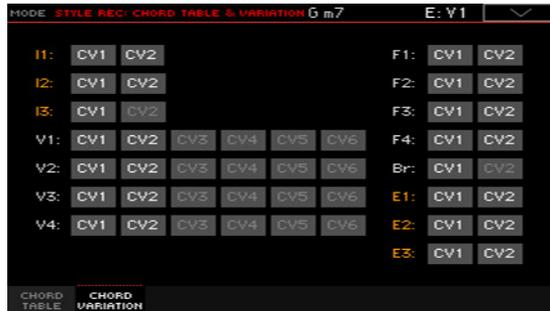 MODE STYLE REC: CHORD TABLE & VARIATION G m7 E: V1
I1: CV1 CV2 F1: CV1 CV2
I2: CV1 CV2 F2: CV1 CV2
I3: CV1 CV2 F3: CV1 CV2
V1: CV1 CV2 CV3 CV4 CV5 CV6 F4: CV1 CV2
V2: CV1 CV2 CV3 CV4 CV5 CV6 Br: CV1 CV2
V3: CV1 CV2 CV3 CV4 CV5 CV6 E1: CV1 CV2
V4: CV1 CV2 CV3 CV4 CV5 CV6 E2: CV1 CV2
E3: CV1 CV2
CHORD TABLE CHORD VARIATION